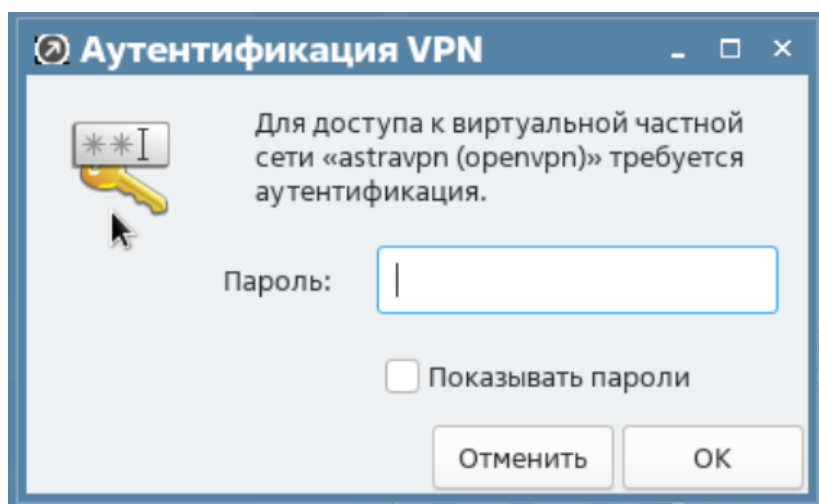 Аутентификация VPN
Для доступа к виртуальной частной
сети «astravpn (openvpn)» требуется
аутентификация.
Пароль:
Показывать пароли
Отменить
OK